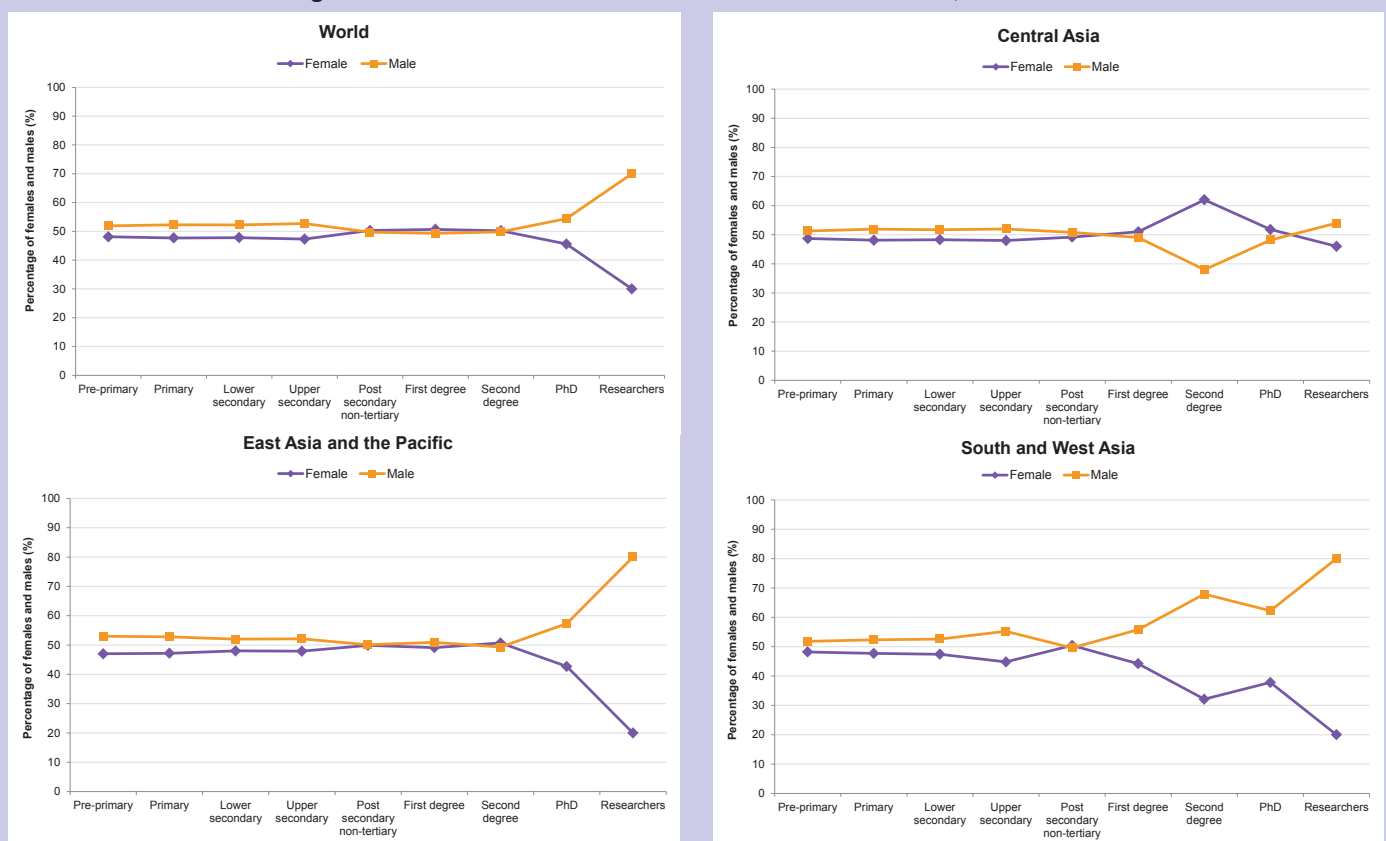 World
Female Male
Percentage of females and males (%)
100
90
80
70
60
50
40
30
20
10
0
Pre-primary Primary Lower secondary Upper secondary Post secondary non-tertiary First degree Second degree PhD Researchers
Central Asia
Female Male
Percentage of females and males (%)
100
90
80
70
60
50
40
30
20
10
0
Pre-primary Primary Lower secondary Upper secondary Post secondary non-tertiary First degree Second degree PhD Researchers
East Asia and the Pacific
Female Male
Percentage of females and males (%)
100
90
80
70
60
50
40
30
20
10
0
Pre-primary Primary Lower secondary Upper secondary Post secondary non-tertiary First degree Second degree PhD Researchers
South and West Asia
Female Male
Percentage of females and males (%)
100
90
80
70
60
50
40
30
20
10
0
Pre-primary Primary Lower secondary Upper secondary Post secondary non-tertiary First degree Second degree PhD Researchers